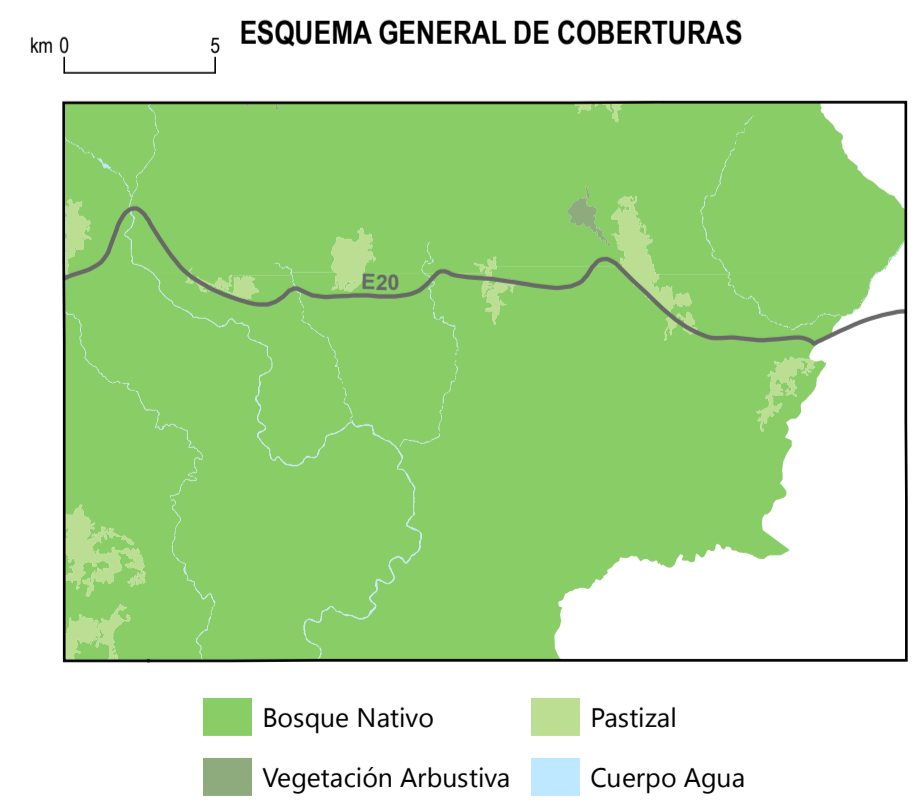 ESQUEMA GENERAL DE COBERTURAS
km 0 5
E20
Bosque Nativo
Pastizal
Vegetación Arbustiva
Cuerpo Agua